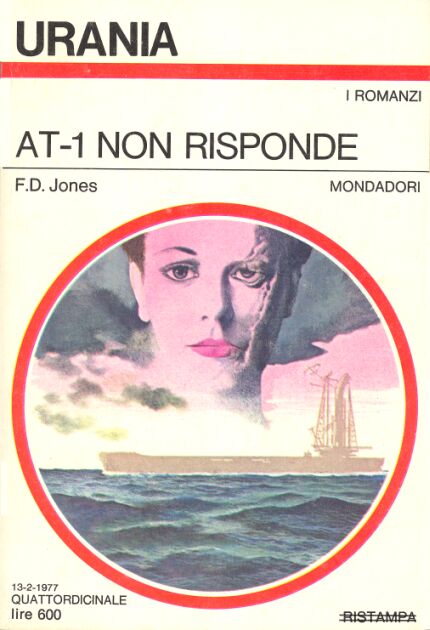 URANIA
I ROMANZI
AT-1 NON RISPONDE
F.D. Jones
MONDADORI
13-2-1977
QUATTORDICINALE
lire 600
RISTAMPA